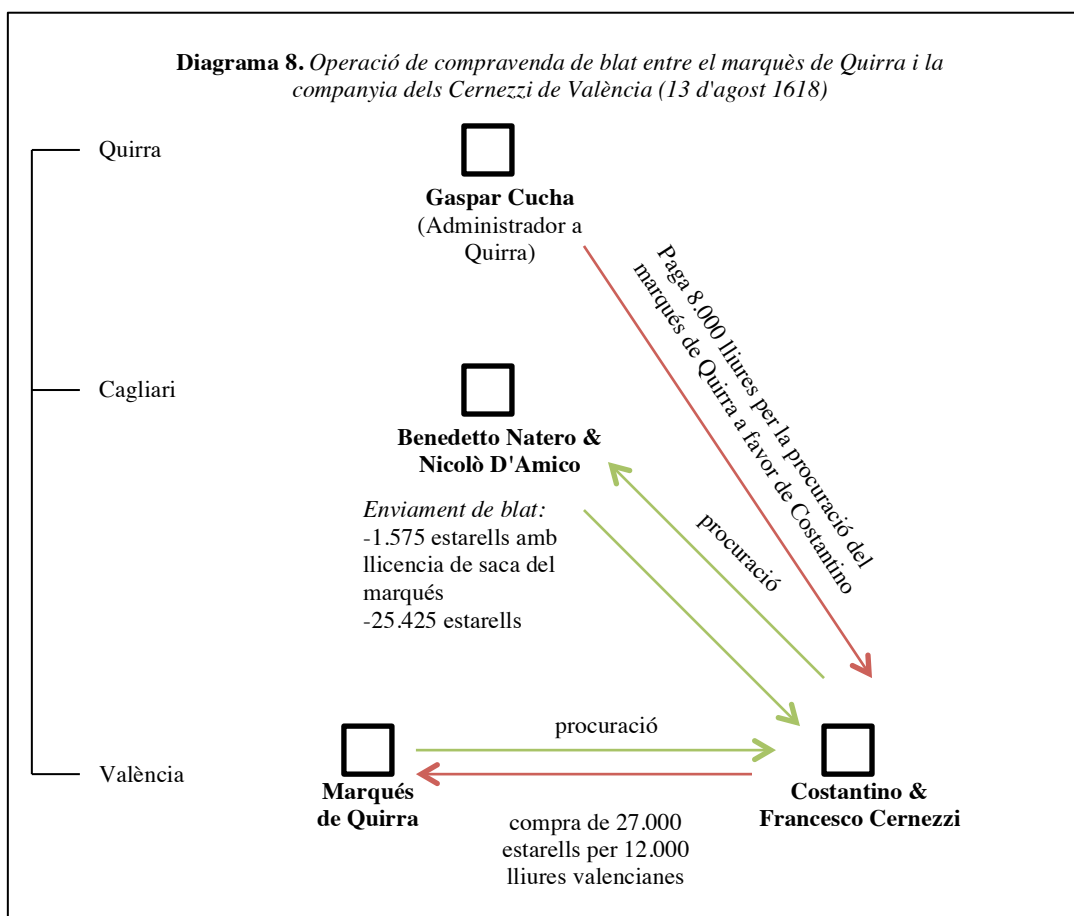 Diagrama 8. Operació de compravenda de blat entre el marquès de Quirra i la
companyia dels Cernezzi de València (13 d'agost 1618)
Quirra
Gaspar Cucha
(Administrador a
Quirra)
Paga 8.000 lliures per la procuració del
marqués de Quirra a favor de Costantino
Cagliari
Benedetto Natero &
Nicolò D'Amico
Enviament de blat:
-1.575 estarells amb
llicencia de saca del
marqués
-25.425 estarells
procuració
València
Marqués
de Quirra
procuració
compra de 27.000
estarells per 12.000
lliures valencianes
Costantino &
Francesco Cernezzi